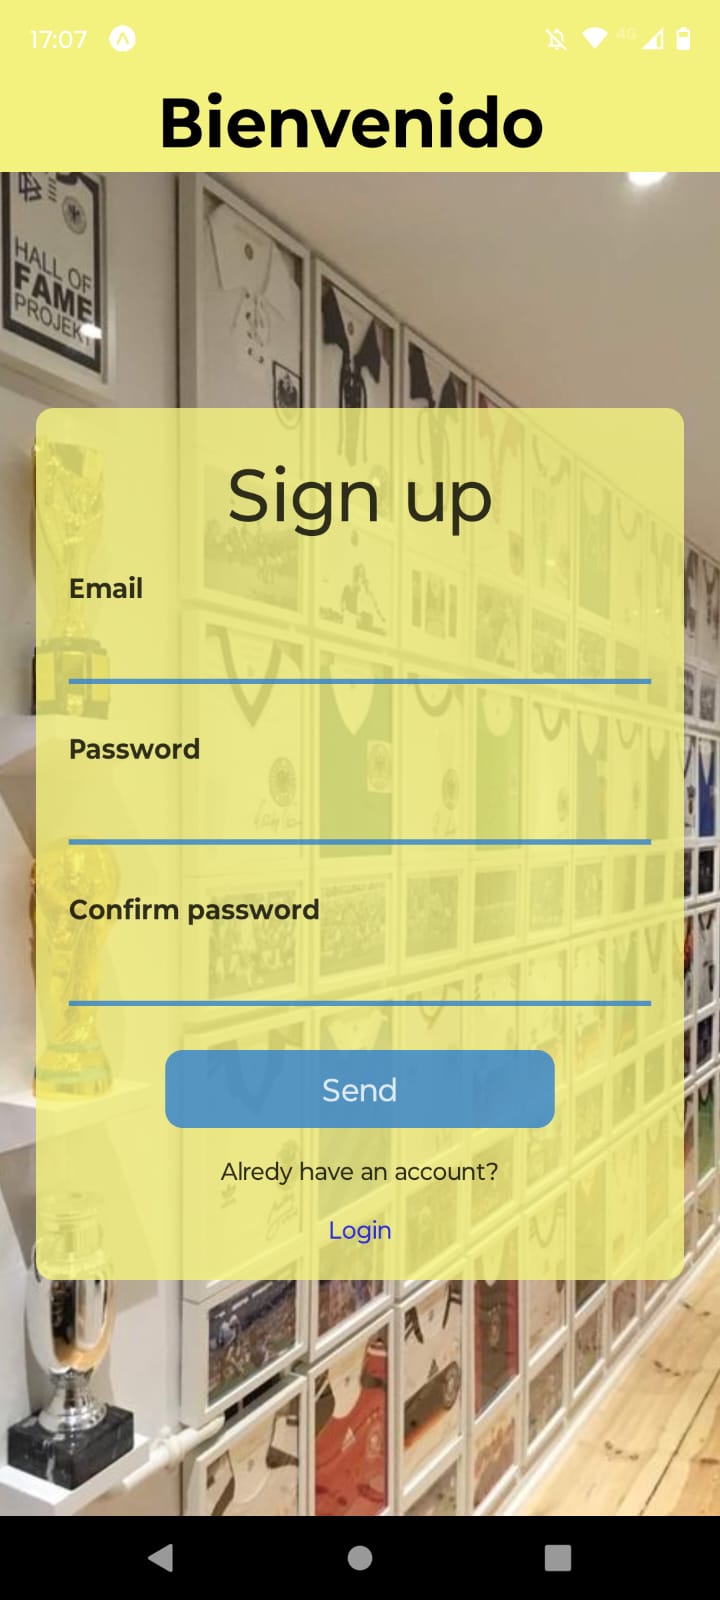 17:07
4G
Bienvenido
HALL OF
FAME
PROJEKT
Sign up
Email
Password
Confirm password
Send
Alredy have an account?
Login